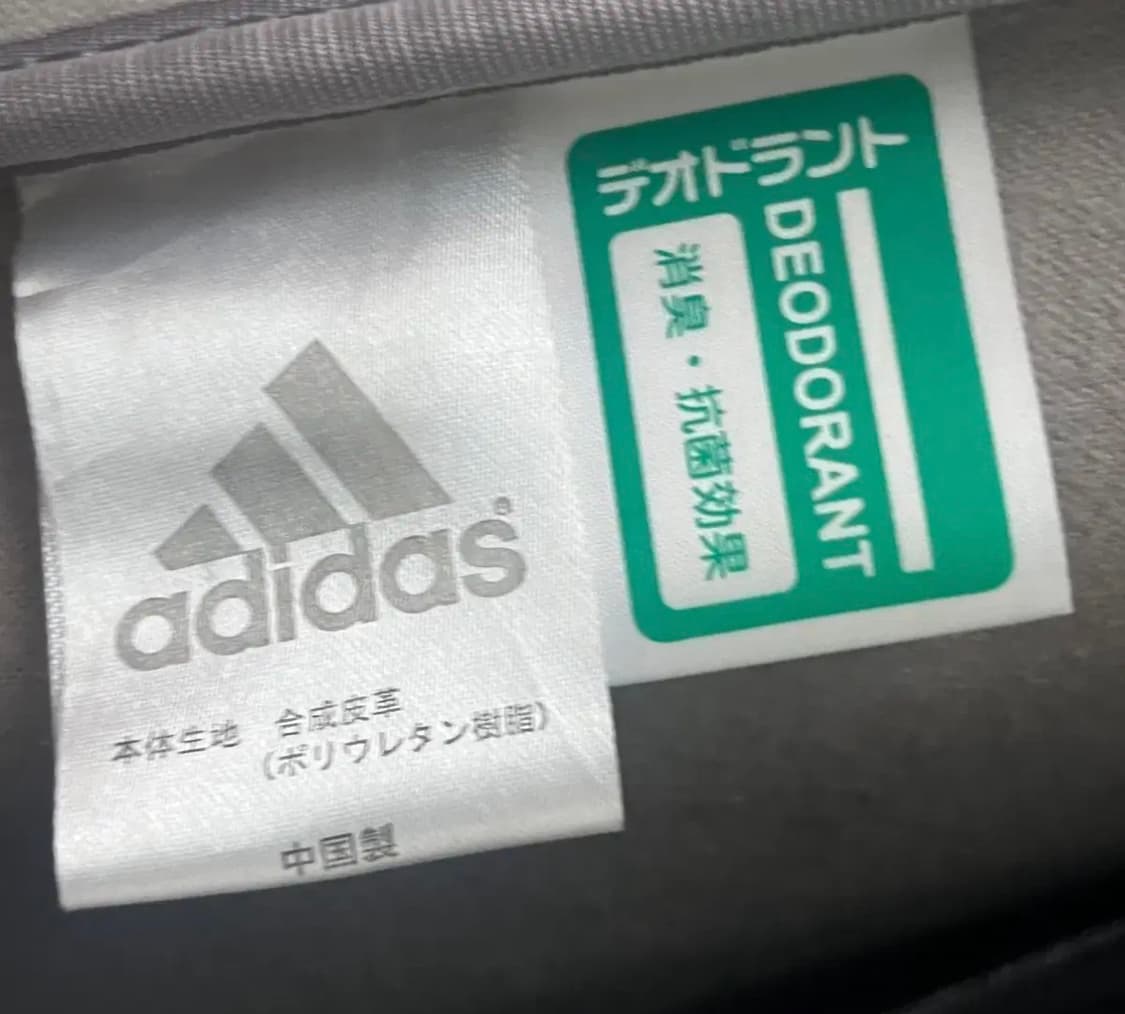 adidas®
本体生地 合成皮革
(ポリウレタン樹脂)
中国製
デオドラント
DEODORANT
消臭・抗菌効果